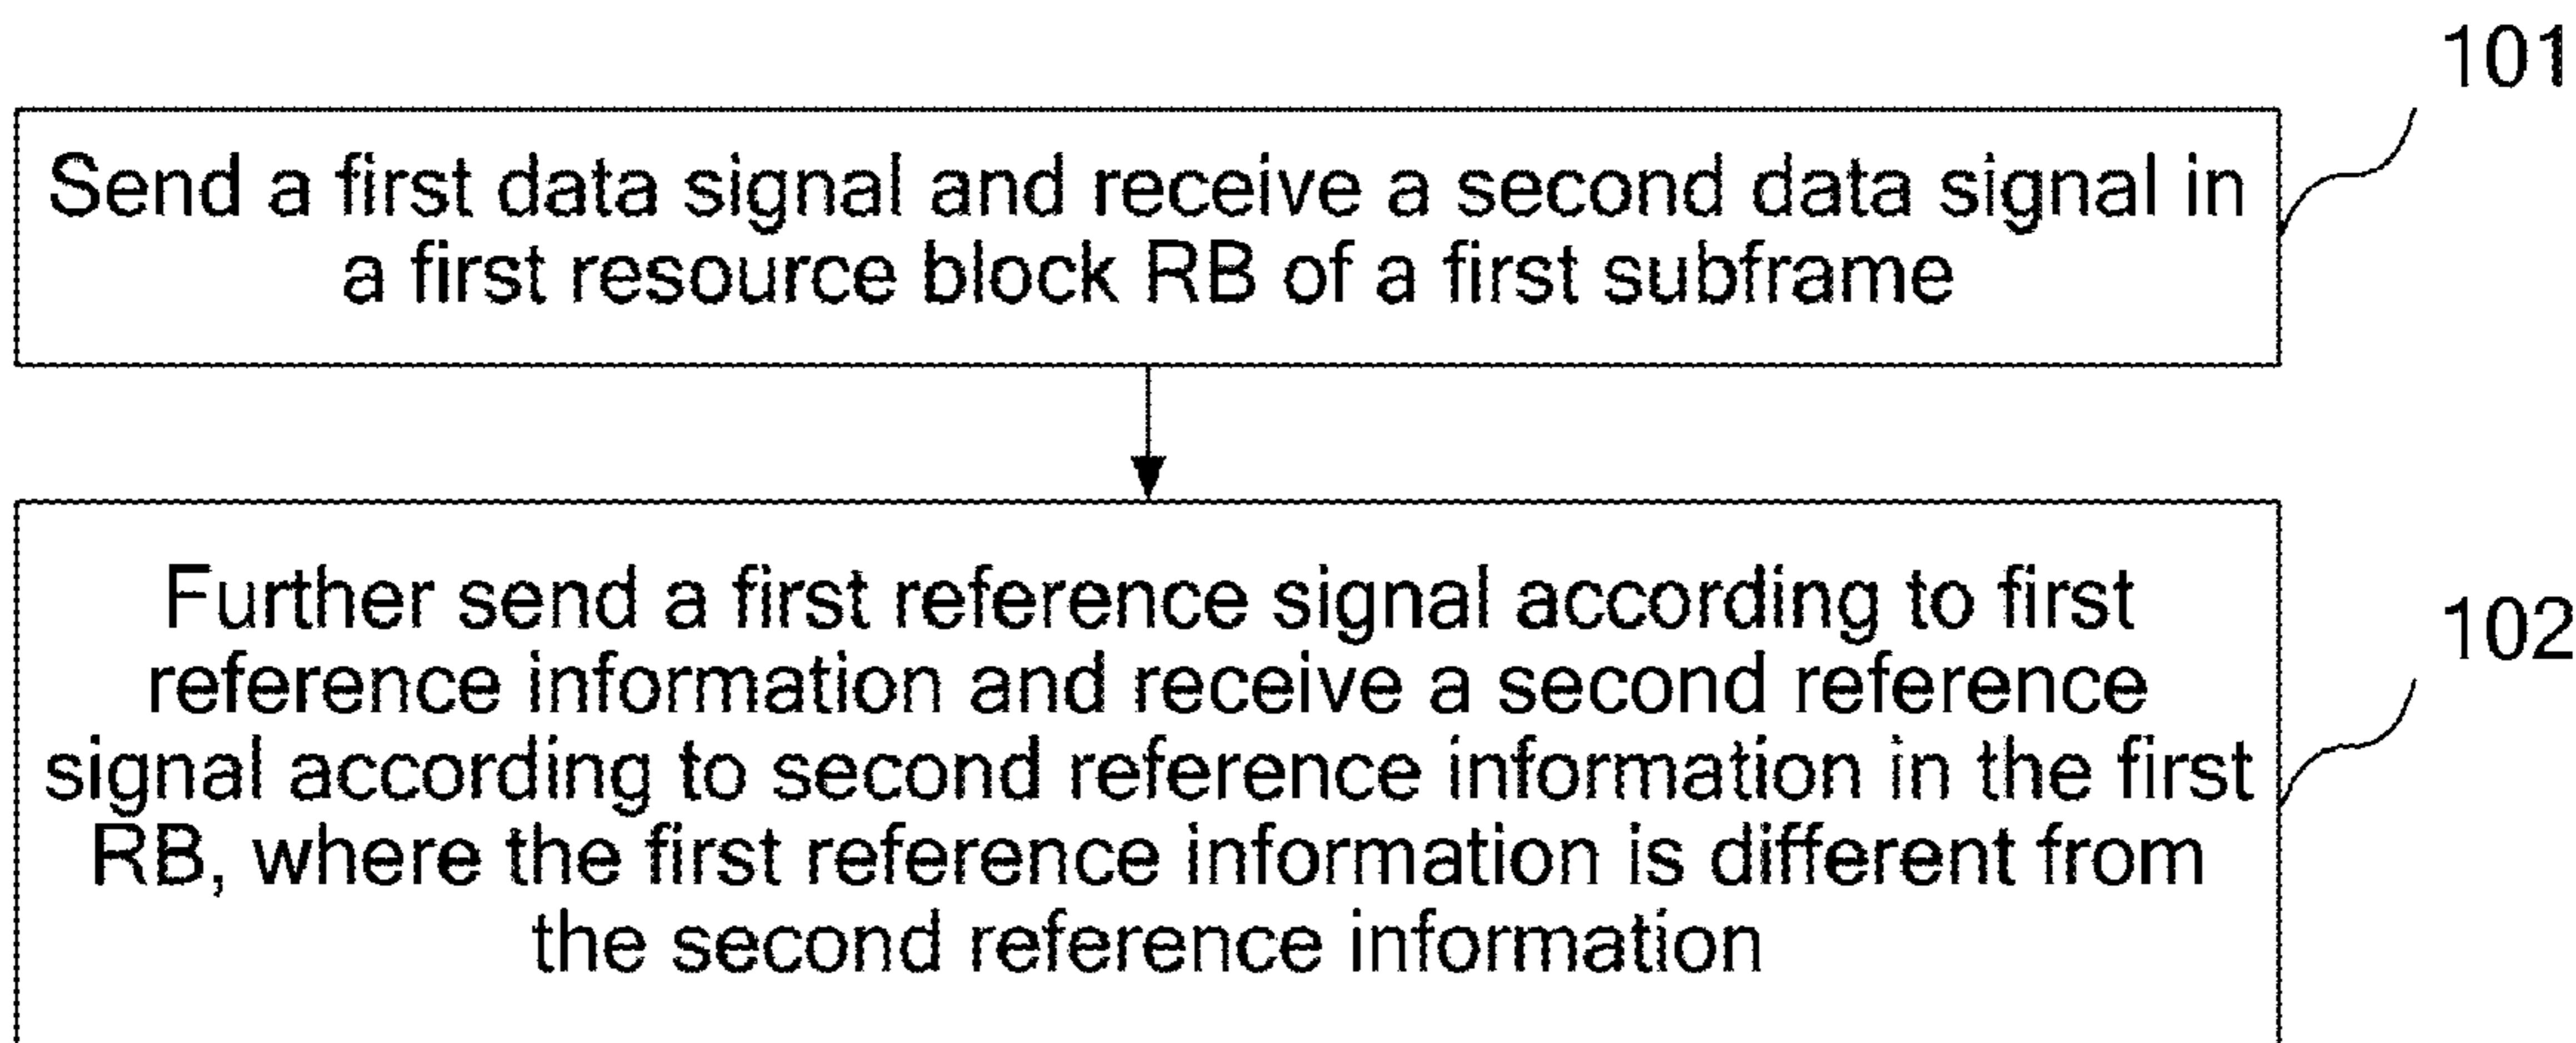 101
Send a first data signal and receive a second data signal in
a first resource block RB of a first subframe
Further send a first reference signal according to first
reference information and receive a second reference
signal according to second reference information in the first
RB, where the first reference information is different from
the second reference information
102